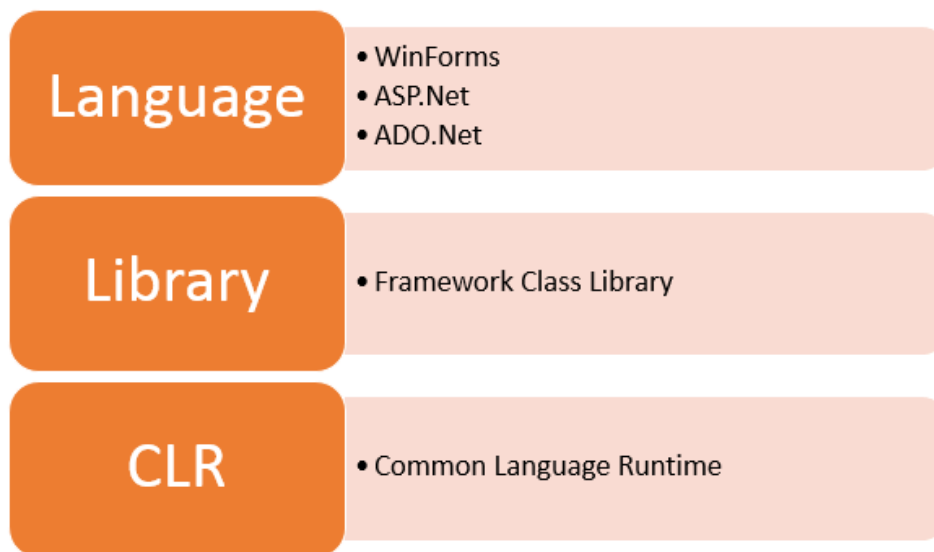 Language
• WinForms
• ASP.Net
• ADO.Net
Library
• Framework Class Library
CLR
• Common Language Runtime